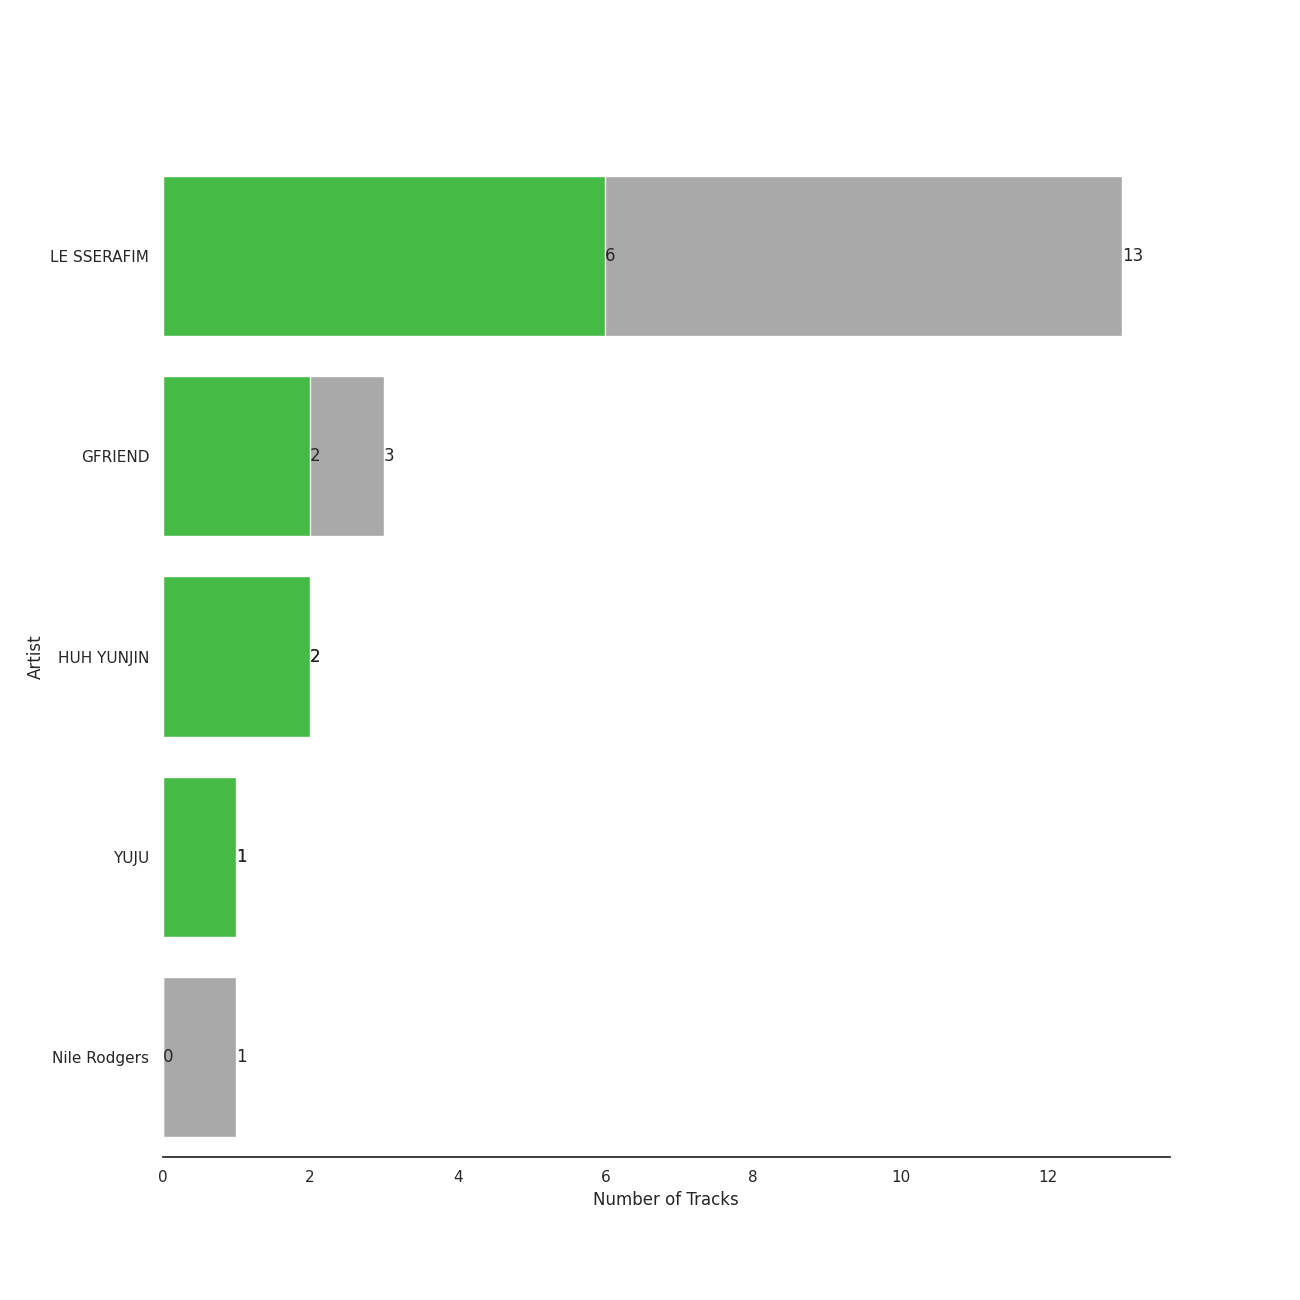 LE SSERAFIM 6 13
GFRIEND 2 3
HUH YUNJIN 2
YUJU 1
Nile Rodgers 0 1
Artist
0 2 4 6 8 10 12
Number of Tracks